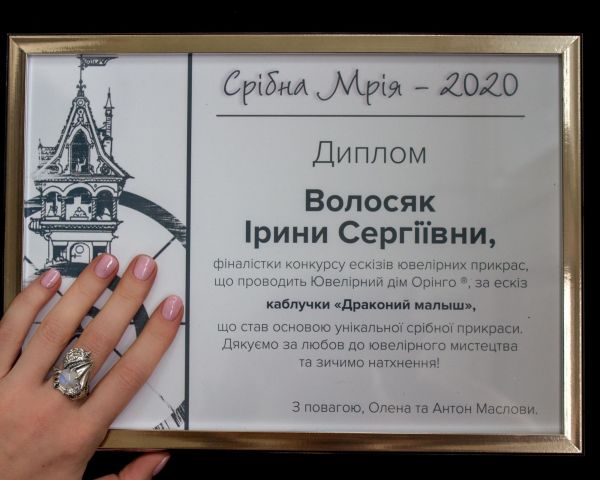 Срібна Мрія – 2020
Диплом
Волосяк
Ірини Сергіївни,
фіналістки конкурсу ескізів ювелірних прикрас,
що проводить Ювелірний дім Орінго ®, за ескіз
каблучки «Драконий малыш»,
що став основою унікальної срібної прикраси.
Дякуємо за любов до ювелірного мистецтва
та зичимо натхнення!
З повагою, Олена та Антон Маслови.